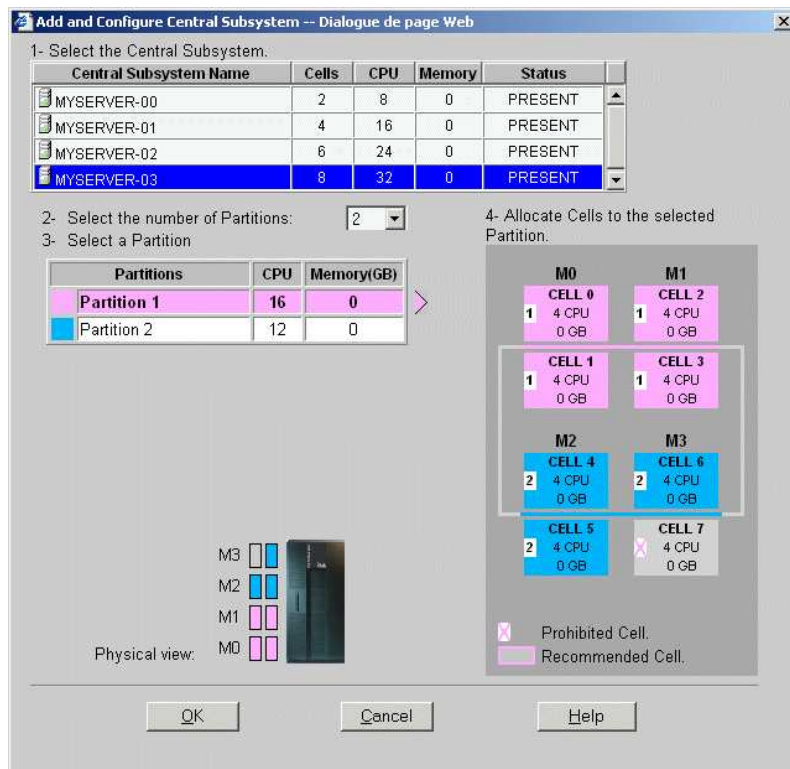 Add and Configure Central Subsystem -- Dialogue de page Web
1- Select the Central Subsystem.
Central Subsystem Name Cells CPU Memory Status
MYSERVER-00 2 8 0 PRESENT
MYSERVER-01 4 16 0 PRESENT
MYSERVER-02 6 24 0 PRESENT
MYSERVER-03 8 32 0 PRESENT
2- Select the number of Partitions: 2
3- Select a Partition
Partitions CPU Memory(GB)
Partition 1 16 0
Partition 2 12 0
4- Allocate Cells to the selected
Partition.
M0 M1
CELL 0 CELL 2
1 4 CPU 1 4 CPU
0 GB 0 GB
CELL 1 CELL 3
1 4 CPU 1 4 CPU
0 GB 0 GB
M2 M3
CELL 4 CELL 6
2 4 CPU 2 4 CPU
0 GB 0 GB
CELL 5 CELL 7
2 4 CPU 4 CPU
0 GB 0 GB
Prohibited Cell.
Recommended Cell.
M3
M2
M1
Physical view: M0
OK Cancel Help